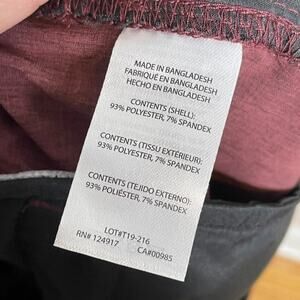 MADE IN BANGLADESH
FABRIQUÉ EN BANGLADESH
HECHO EN BANGLADESH
CONTENTS (SHELL):
93% POLYESTER, 7% SPANDEX
CONTENTS (TISSU EXTÉRIEUR):
93% POLYESTER, 7% SPANDEX
CONTENTS (TEJIDO EXTERNO):
93% POLIÉSTER, 7% SPANDEX
LOT#T19-216
RN# 124917 CA#00985